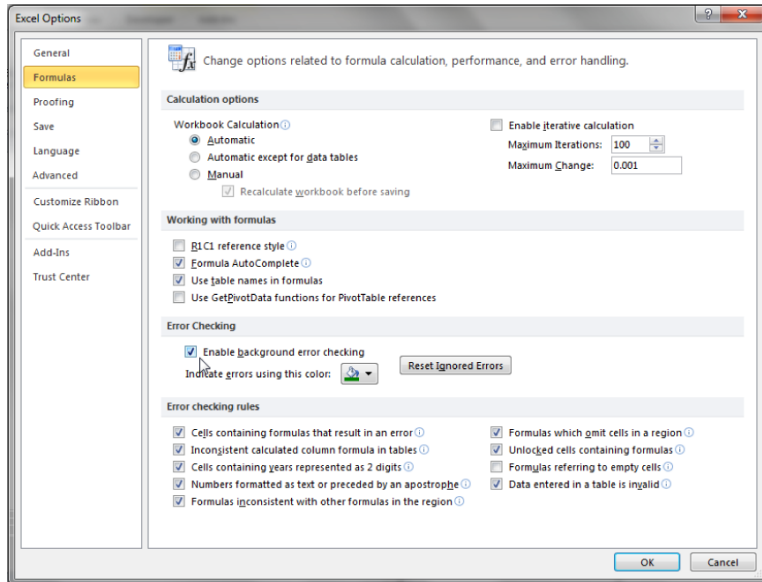 Excel Options
General
Formulas
Proofing
Save
Language
Advanced
Customize Ribbon
Quick Access Toolbar
Add-Ins
Trust Center
Change options related to formula calculation, performance, and error handling.
Calculation options
Workbook Calculation
Automatic
Automatic except for data tables
Manual
Recalculate workbook before saving
Enable iterative calculation
Maximum Iterations: 100
Maximum Change: 0.001
Working with formulas
R1C1 reference style
Formula AutoComplete
Use table names in formulas
Use GetPivotData functions for PivotTable references
Error Checking
Enable background error checking
Indicate errors using this color:
Reset Ignored Errors
Error checking rules
Cells containing formulas that result in an error
Inconsistent calculated column formula in tables
Cells containing years represented as 2 digits
Numbers formatted as text or preceded by an apostrophe
Formulas inconsistent with other formulas in the region
Formulas which omit cells in a region
Unlocked cells containing formulas
Formulas referring to empty cells
Data entered in a table is invalid
OK Cancel